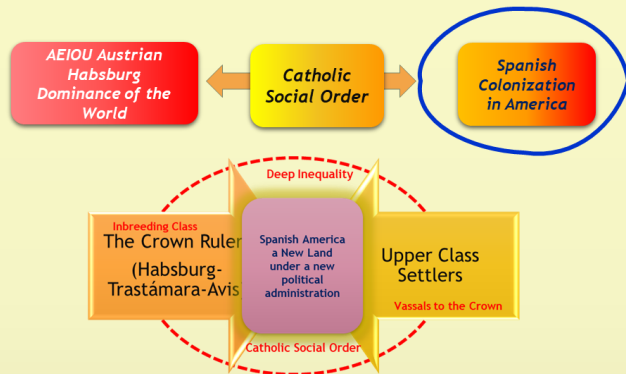 AEIOU Austrian
Habsburg
Dominance of the
World
Catholic
Social Order
Spanish
Colonization
in America
Deep Inequality
Inbreeding Class
The Crown Ruler
(Habsburg-
Trastámara-Avis
Spanish America
a New Land
under a new
political
administration
Upper Class
Settlers
Vassals to the Crown
Catholic Social Order